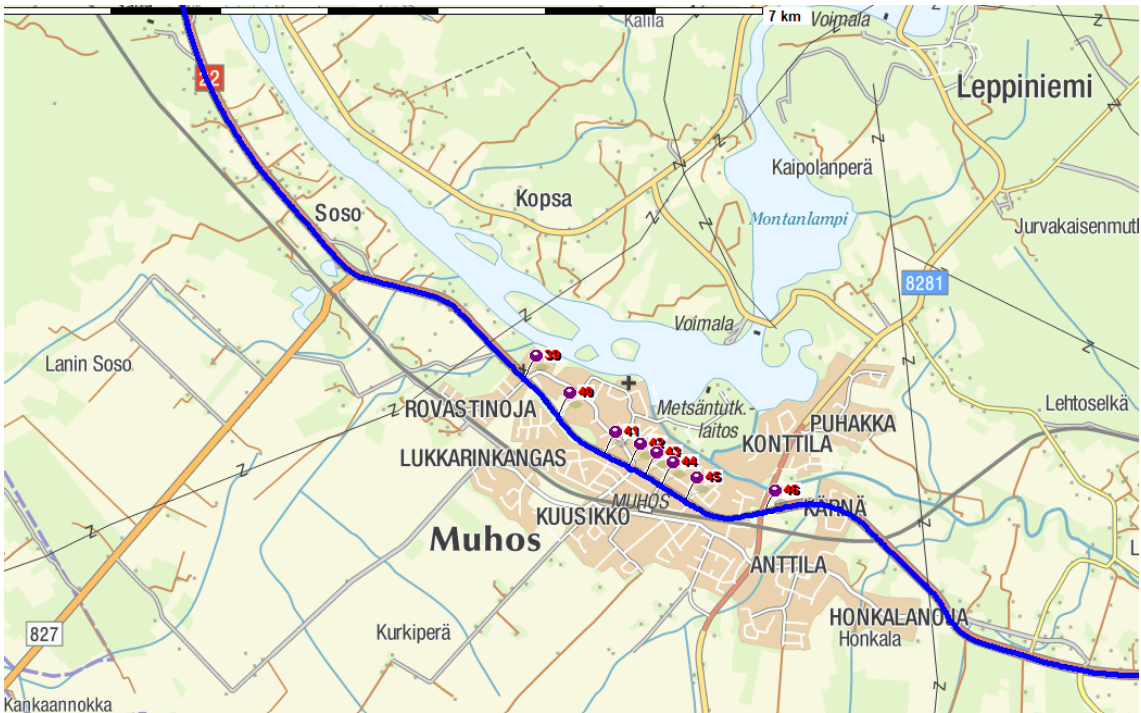 7 km
Kalila
Voimala
Z
22
Z
Leppiniemi
Z
Z
Z
Kaipolanperä
Kopsa
Soso
Montanlampi
Jurvakaisenmutk
Z
Z
8281
Z
Voimala
Z
Lanin Soso
39
40
Z
ROVASTINOJA
Metsäntutk.-
laitos
Lehtoselkä
PUHAKKA
41
42
43
44
45
KONTTILA
LUKKARINKANGAS
46
MUHOS
KÄRNÄ
KUUSIKKO
Muhos
Z
ANTTILA
L
HONKALANOJA
Honkala
827
Kurkiperä
Z
Kankaannokka